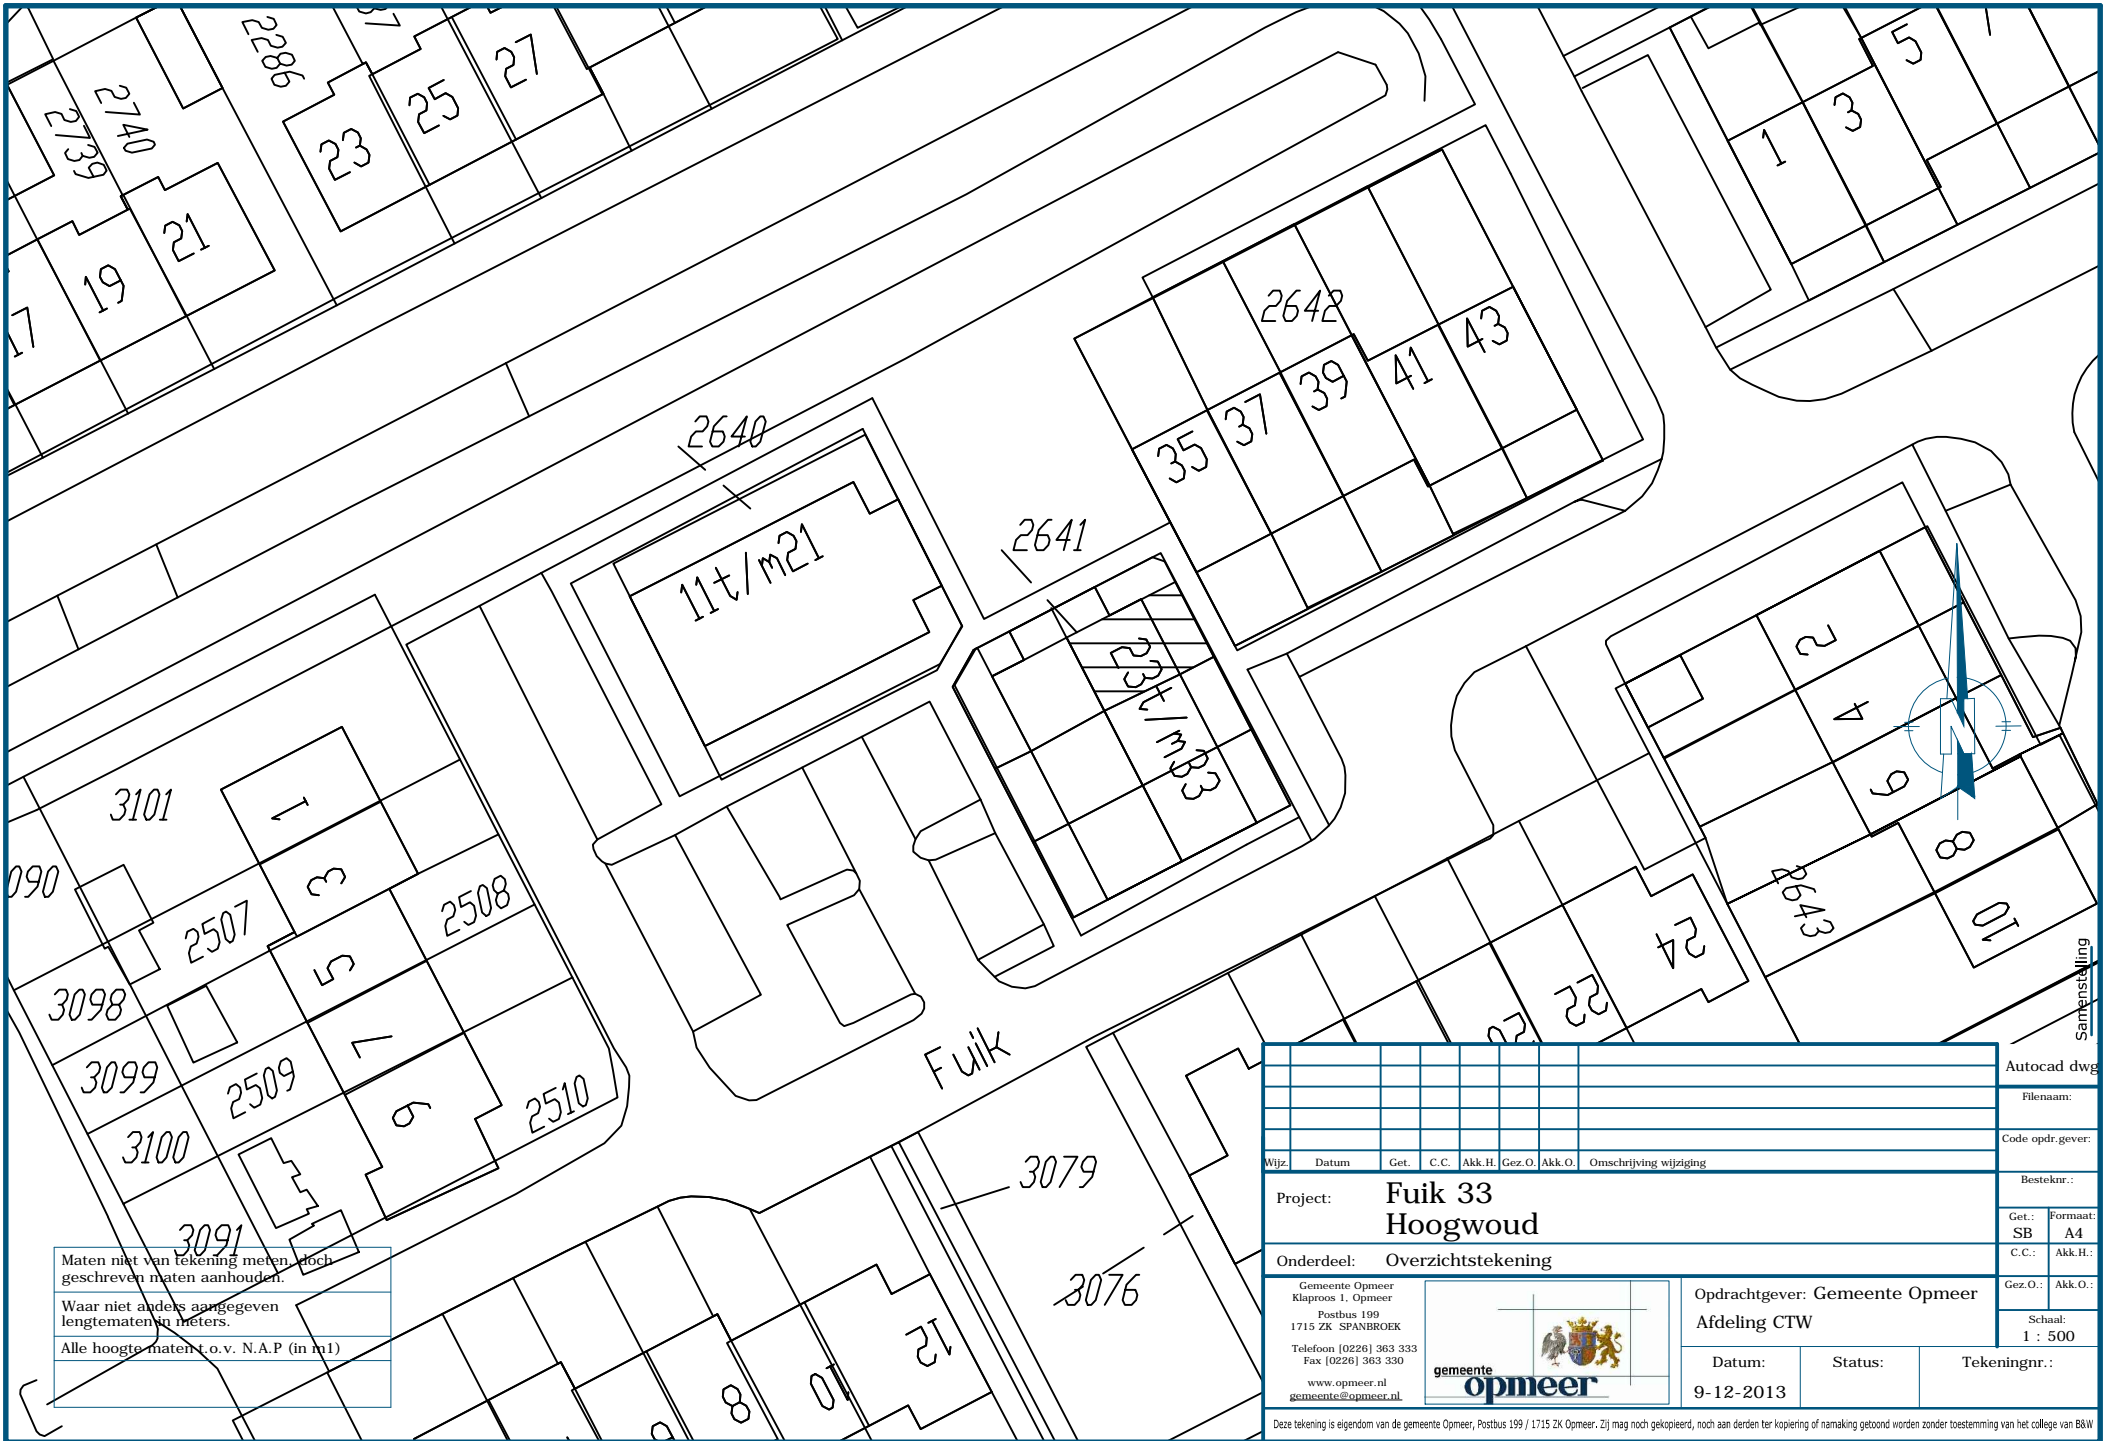 2286
37
27
25
23
2740
2739
21
19
17
5
3
1
2642
43
41
39
37
35
2640
2641
11t/m21
23t/m33
2
4
6
8
10
2643
24
22
20
3101
1
3
5
7
9
2507
2508
2509
2510
3098
3099
3100
3091
Fuik
3079
3076
12
10
8
Samenstelling
Maten niet van tekening meten, doch
geschreven maten aanhouden.
Waar niet anders aangegeven
lengtematen in meters.
Alle hoogte maten t.o.v. N.A.P (in m1)
N
Wijz. Datum Get. C.C. Akk.H. Gez.O. Akk.O. Omschrijving wijziging
Autocad dwg
Filenaam:
Code opdr.gever:
Besteknr.:
Get.: Formaat:
SB A4
C.C.: Akk.H.:
Gez.O.: Akk.O.:
Schaal:
1 : 500
Project: Fuik 33
Hoogwoud
Onderdeel: Overzichtstekening
Gemeente Opmeer
Klaproos 1, Opmeer
Postbus 199
1715 ZK SPANBROEK
Telefoon [0226] 363 333
Fax [0226] 363 330
www.opmeer.nl
gemeente@opmeer.nl
gemeente
opmeer
Opdrachtgever: Gemeente Opmeer
Afdeling CTW
Datum: Status: Tekeningnr.:
9-12-2013
Deze tekening is eigendom van de gemeente Opmeer, Postbus 199 / 1715 ZK Opmeer. Zij mag noch gekopieerd, noch aan derden ter kopiering of namaking getoond worden zonder toestemming van het college van B&W